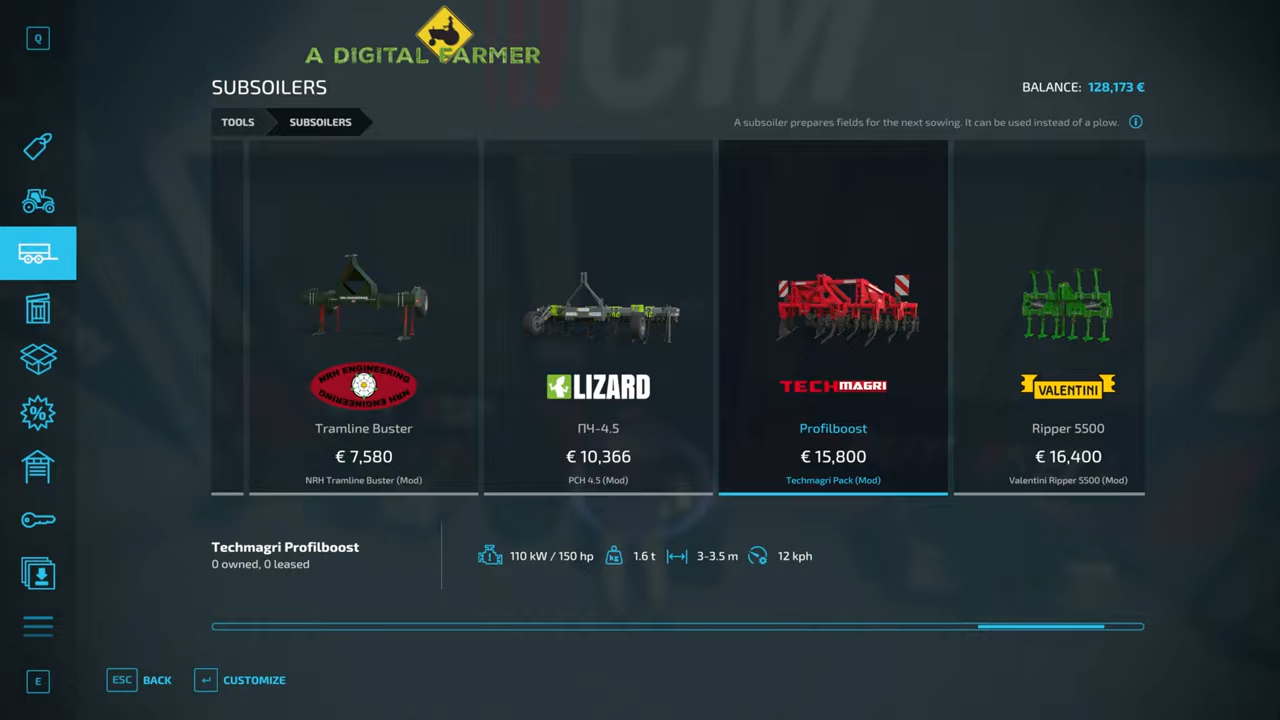 Q
A DIGITAL FARMER
SUBSOILERS
BALANCE: 128,173 €
TOOLS
SUBSOILERS
A subsoiler prepares fields for the next sowing. It can be used instead of a plow.
NRH ENGINEERING
NRH ENGINEERING
Tramline Buster
€ 7,580
NRH Tramline Buster (Mod)
LIZARD
ПЧ-4.5
€ 10,366
PCH 4.5 (Mod)
TECHMAGRI
Profilboost
€ 15,800
Techmagri Pack (Mod)
VALENTINI
Ripper 5500
€ 16,400
Valentini Ripper 5500 (Mod)
Techmagri Profilboost
0 owned, 0 leased
110 kW / 150 hp
1.6 t
3-3.5 m
12 kph
E
ESC BACK
CUSTOMIZE